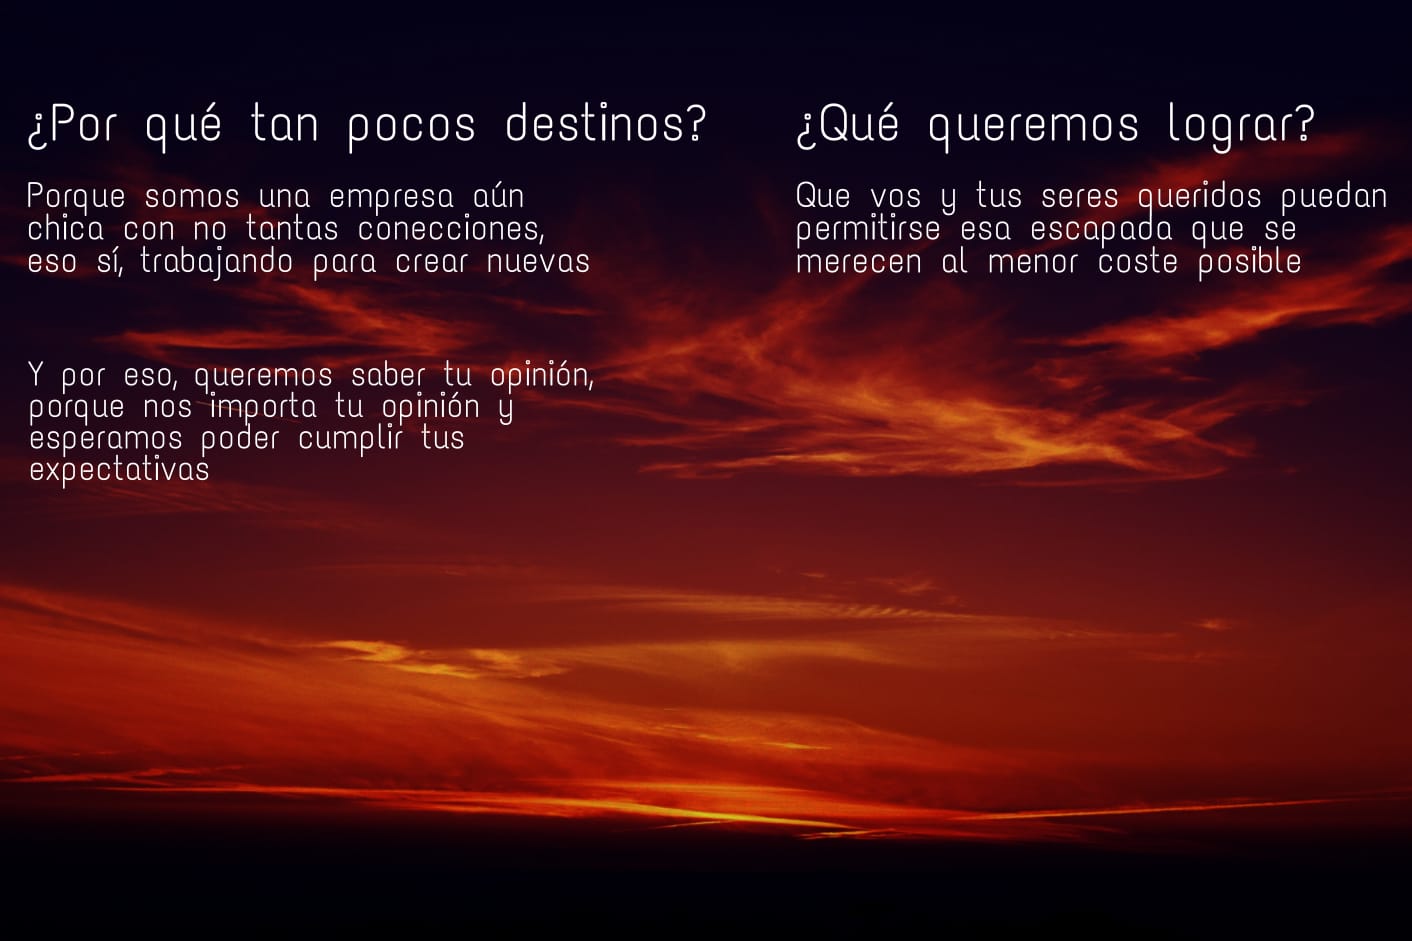 ¿Por qué tan pocos destinos?
Porque somos una empresa aún
chica con no tantas conecciones,
eso sí, trabajando para crear nuevas
Y por eso, queremos saber tu opinión,
porque nos importa tu opinión y
esperamos poder cumplir tus
expectativas
¿Qué queremos lograr?
Que vos y tus seres queridos puedan
permitirse esa escapada que se
merecen al menor coste posible